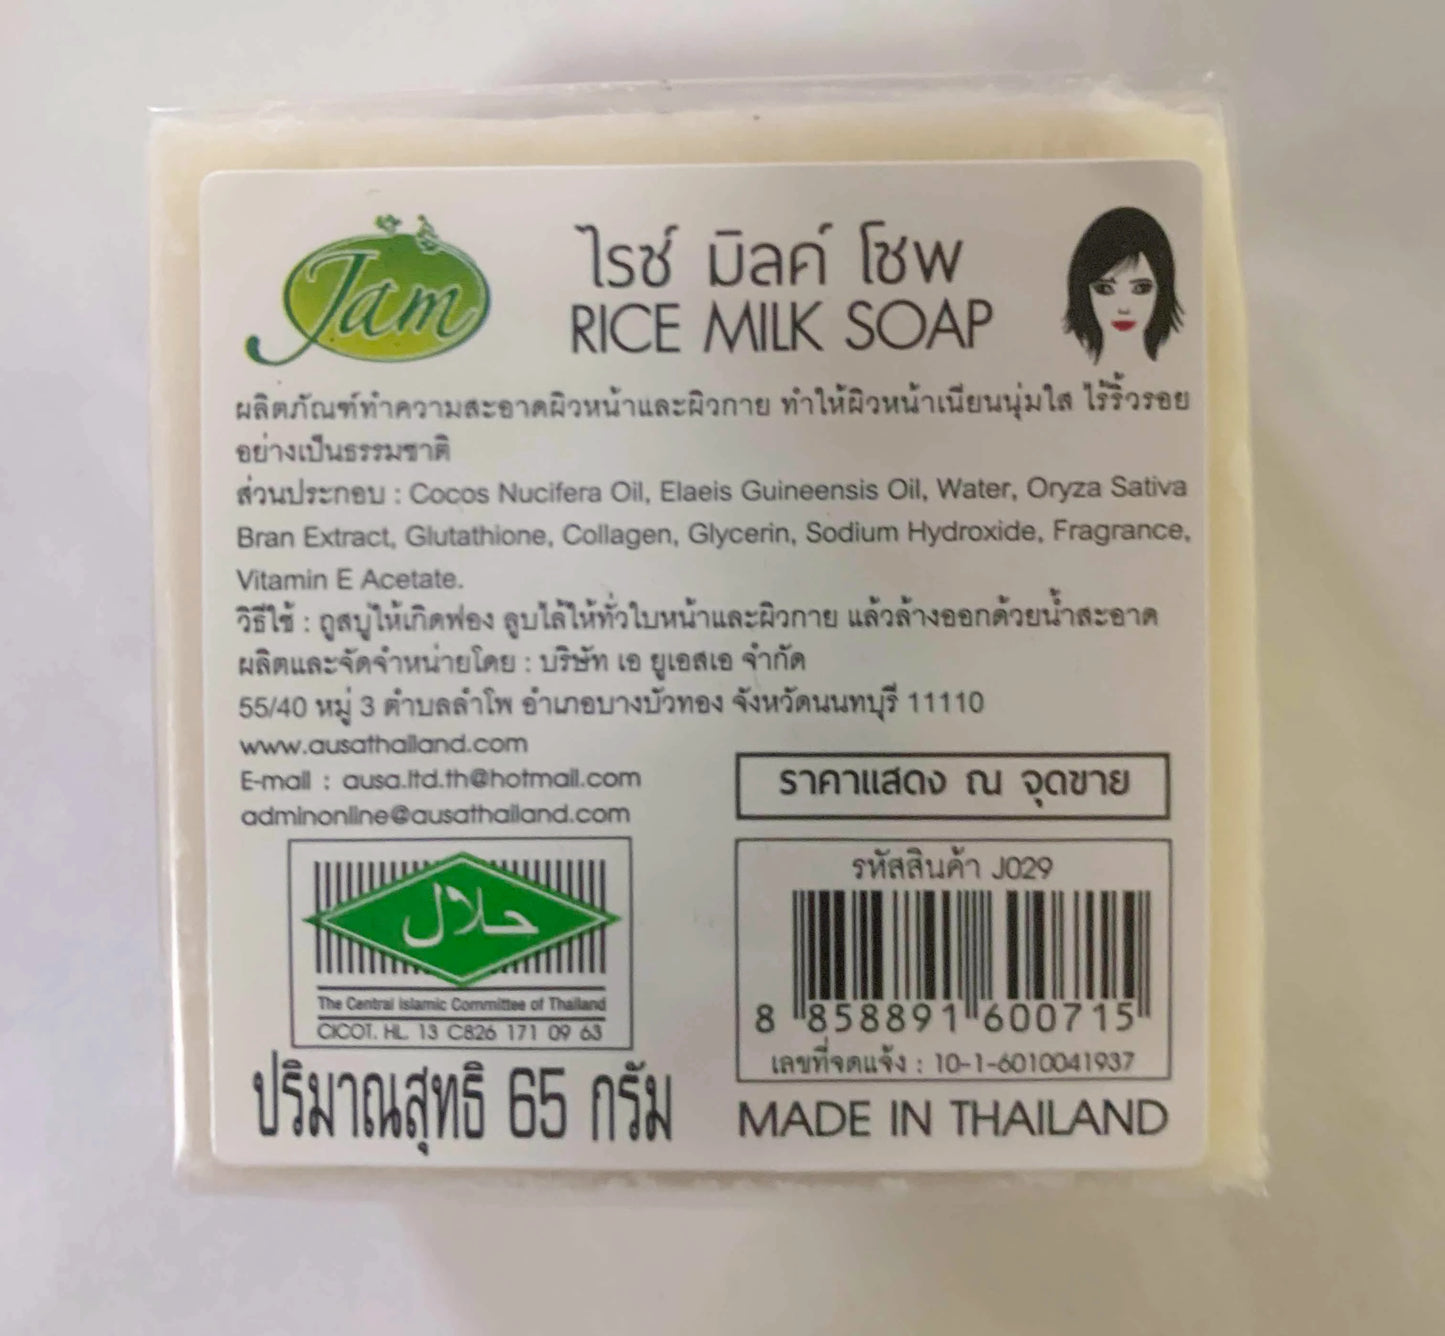 Jam
ไรซ์ มิลค์ โซพ
RICE MILK SOAP
ผลิตภัณฑ์ทำความสะอาดผิวหน้าและผิวกาย ทำให้ผิวหน้าเนียนนุ่มใส ไร้ริ้วรอย
อย่างเป็นธรรมชาติ
ส่วนประกอบ : Cocos Nucifera Oil, Elaeis Guineensis Oil, Water, Oryza Sativa
Bran Extract, Glutathione, Collagen, Glycerin, Sodium Hydroxide, Fragrance,
Vitamin E Acetate.
วิธีใช้ : ถูสบู่ให้เกิดฟอง ลูบไล้ให้ทั่วใบหน้าและผิวกาย แล้วล้างออกด้วยน้ำสะอาด
ผลิตและจัดจำหน่ายโดย : บริษัท เอ ยูเอสเอ จำกัด
55/40 หมู่ 3 ตำบลลำโพ อำเภอบางบัวทอง จังหวัดนนทบุรี 11110
www.ausathailand.com
E-mail : ausa.ltd.th@hotmail.com
adminonline@ausathailand.com
ราคาแสดง ณ จุดขาย
حلال
The Central Islamic Committee of Thailand
CICOT. HL. 13 C826 171 09 63
รหัสสินค้า J029
8 858891 600715
เลขที่จดแจ้ง : 10-1-6010041937
ปริมาณสุทธิ 65 กรัม
MADE IN THAILAND